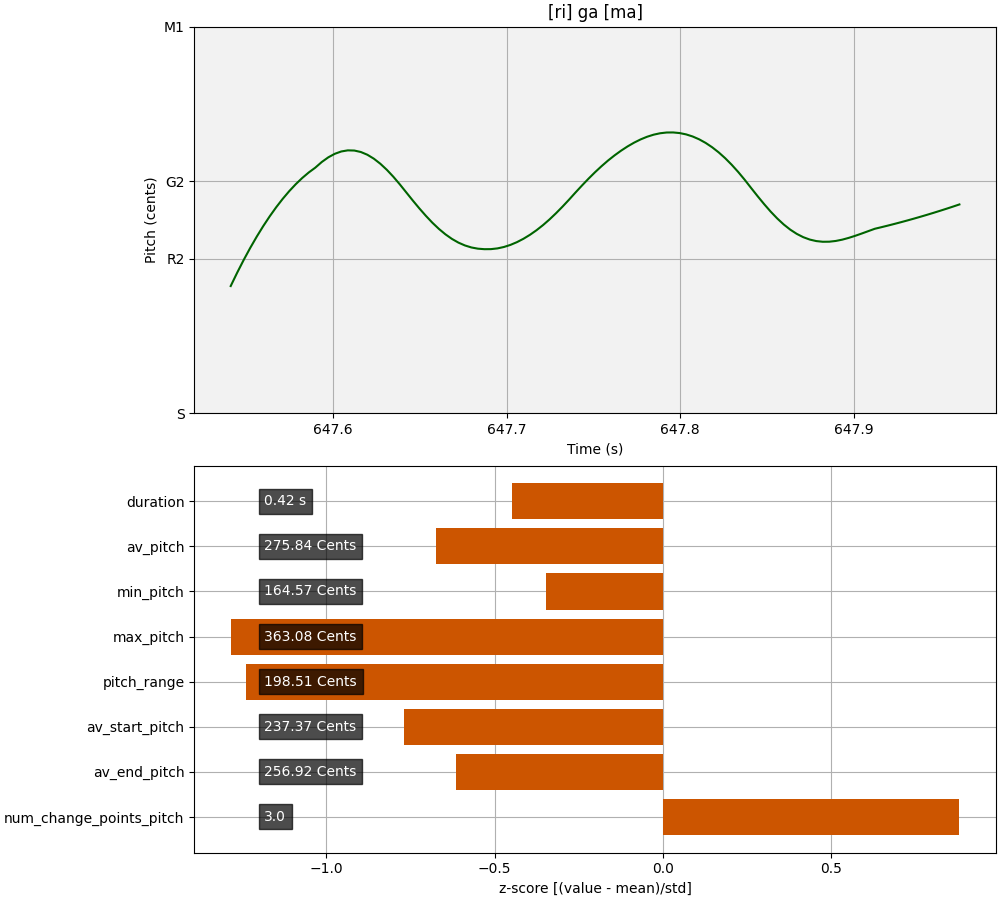 [ri] ga [ma]
M1
G2
R2
S
Pitch (cents)
647.6 647.7 647.8 647.9
Time (s)
duration 0.42 s
av_pitch 275.84 Cents
min_pitch 164.57 Cents
max_pitch 363.08 Cents
pitch_range 198.51 Cents
av_start_pitch 237.37 Cents
av_end_pitch 256.92 Cents
num_change_points_pitch 3.0
−1.0 −0.5 0.0 0.5
z-score [(value - mean)/std]